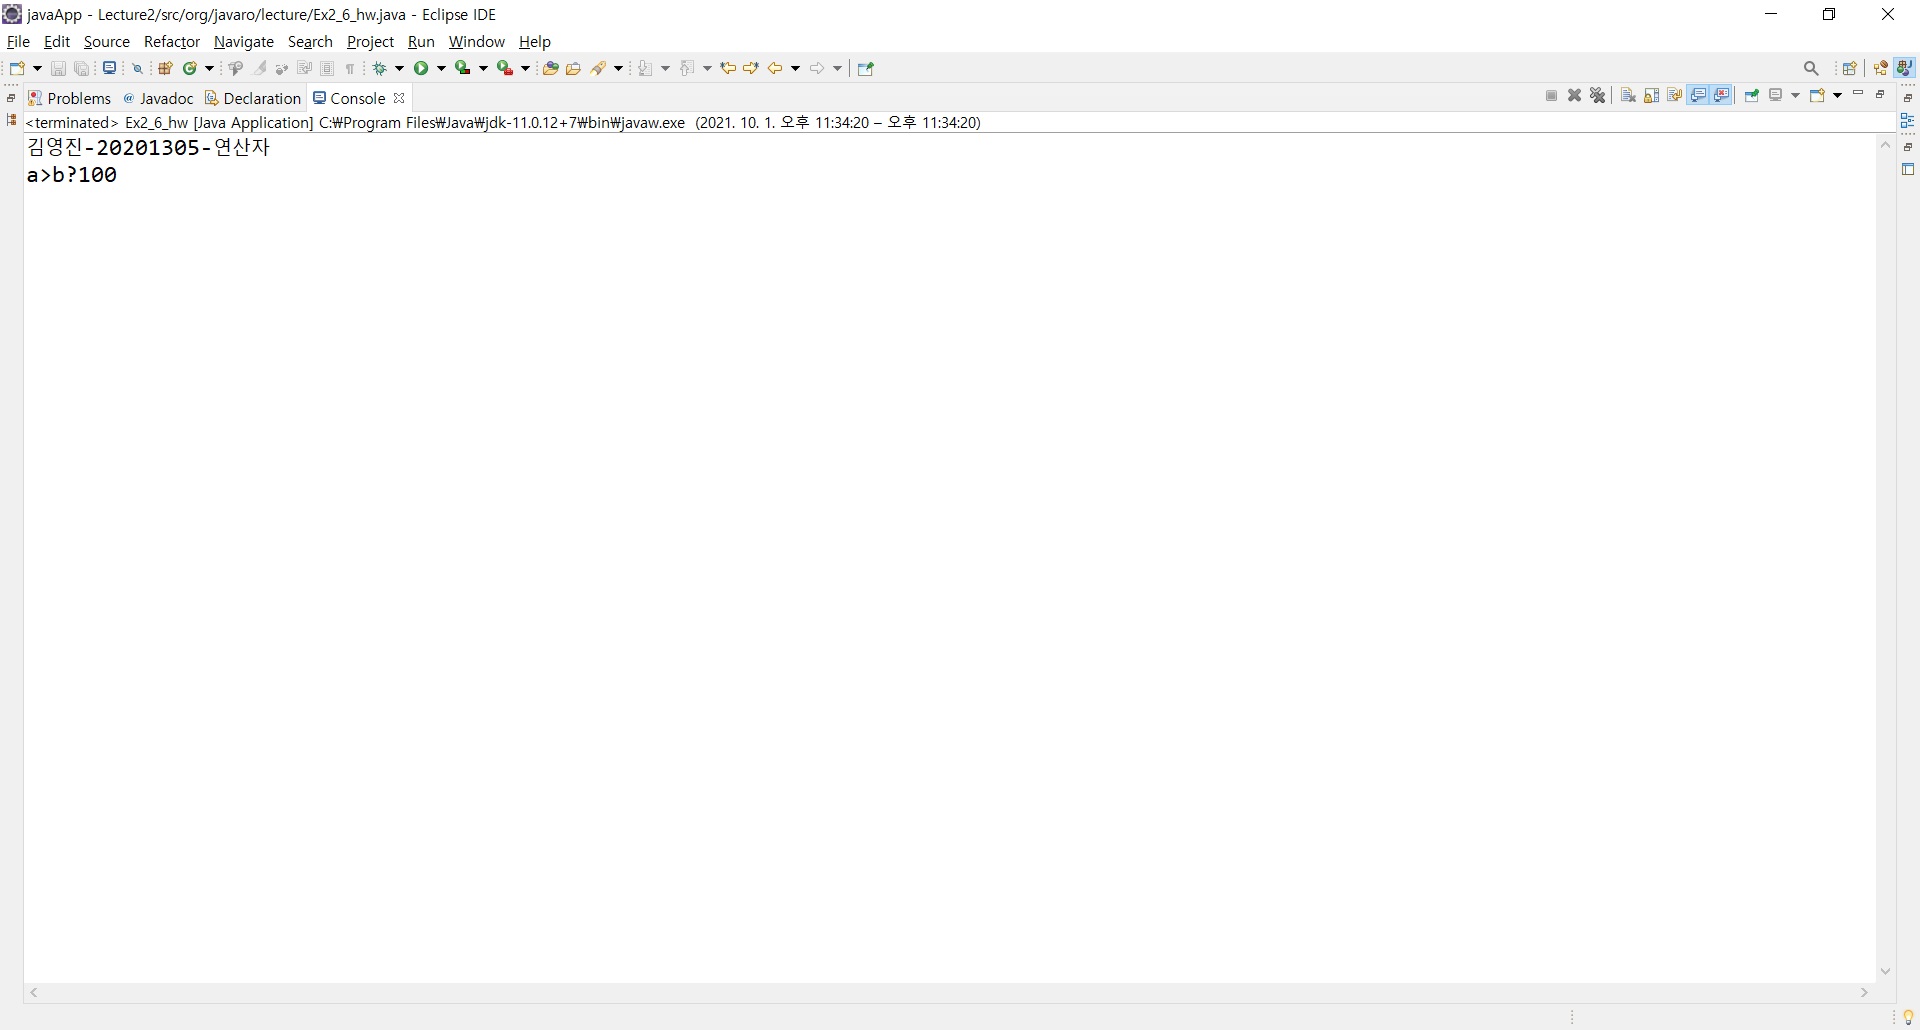 javaApp - Lecture2/src/org/javaro/lecture/Ex2_6_hw.java - Eclipse IDE
File Edit Source Refactor Navigate Search Project Run Window Help
Problems @ Javadoc Declaration Console
<terminated> Ex2_6_hw [Java Application] C:₩Program Files₩Java₩jdk-11.0.12+7₩bin₩javaw.exe (2021. 10. 1. 오후 11:34:20 – 오후 11:34:20)
김영진-20201305-연산자
a>b?100